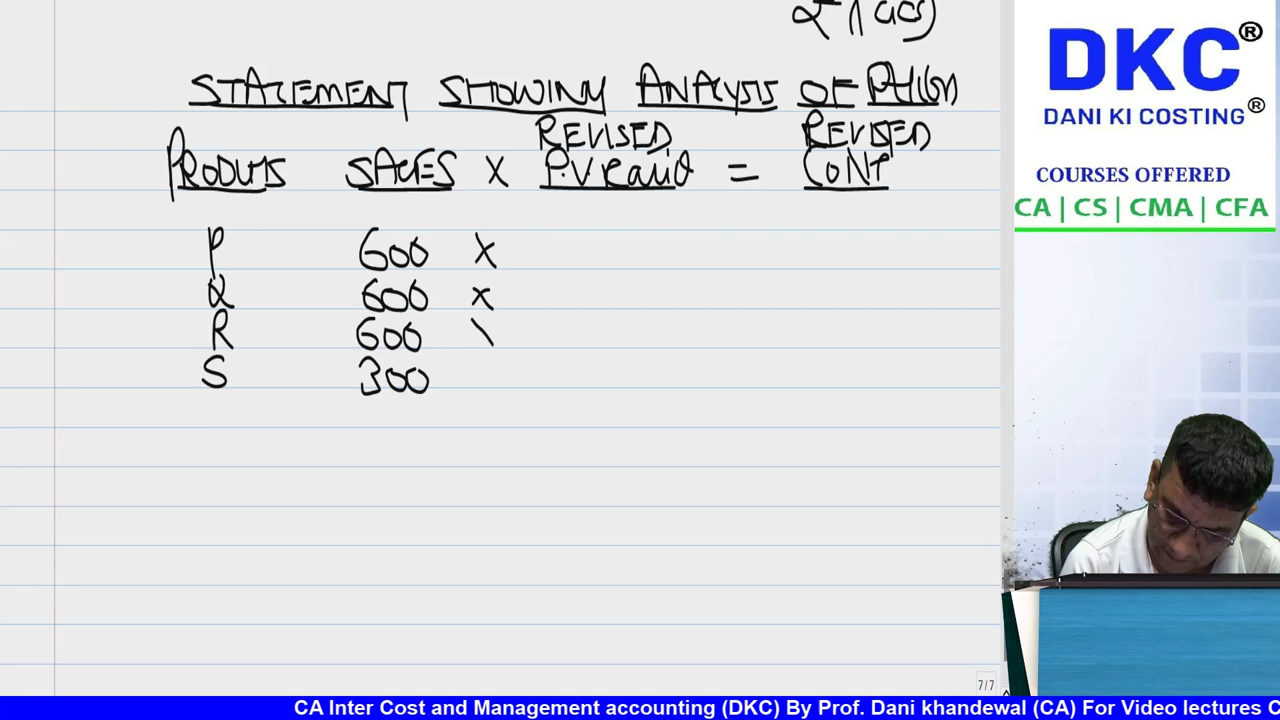 STATEMENT SHOWING ANALYSIS OF
REVISED REVISED
PRODUCTS SALES X P.V Ratio = CONT
P 600 X
Q 600 X
R 600
S 300
DKC®
DANI KI COSTING®
COURSES OFFERED
CA | CS | CMA | CFA
7/7
CA Inter Cost and Management accounting (DKC) By Prof. Dani khandewal (CA) For Video lectures C